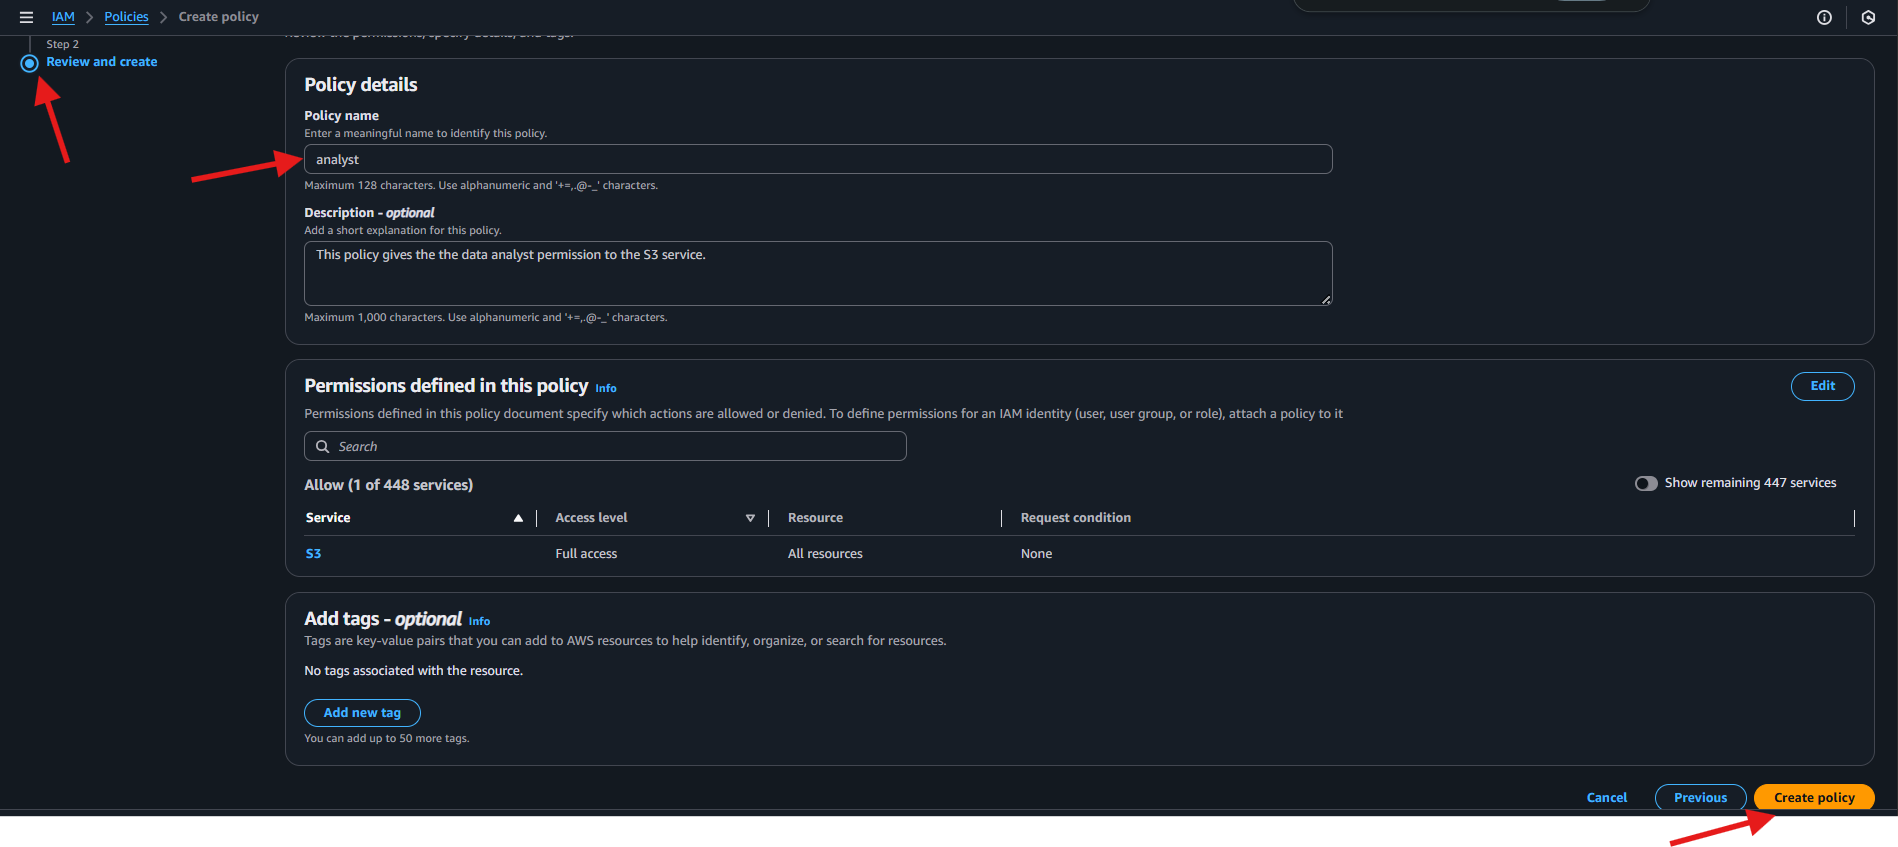 IAM > Policies > Create policy
Step 2
Review and create
Review the permissions, specify details, and tags.
Policy details
Policy name
Enter a meaningful name to identify this policy.
analyst
Maximum 128 characters. Use alphanumeric and '+=,.@-_' characters.
Description - optional
Add a short explanation for this policy.
This policy gives the the data analyst permission to the S3 service.
Maximum 1,000 characters. Use alphanumeric and '+=,.@-_' characters.
Permissions defined in this policy Info
Edit
Permissions defined in this policy document specify which actions are allowed or denied. To define permissions for an IAM identity (user, user group, or role), attach a policy to it
Search
Allow (1 of 448 services)
Show remaining 447 services
Service Access level Resource Request condition
S3 Full access All resources None
Add tags - optional Info
Tags are key-value pairs that you can add to AWS resources to help identify, organize, or search for resources.
No tags associated with the resource.
Add new tag
You can add up to 50 more tags.
Cancel Previous Create policy